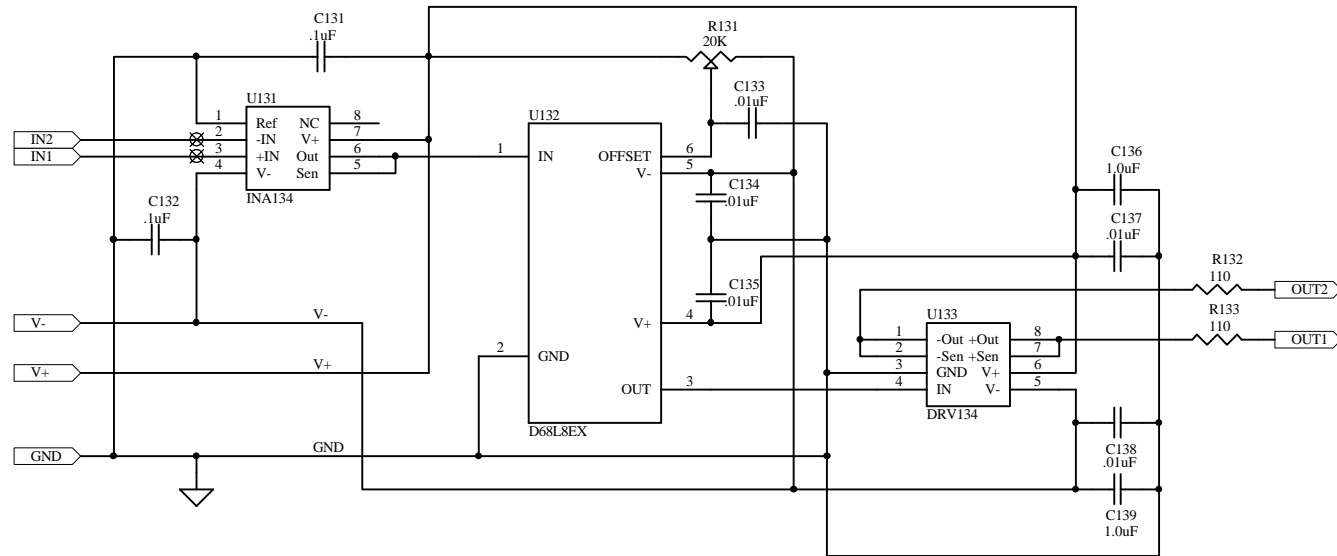 C131
.1uF
R131
20K
C133
.01uF
U131
1 Ref NC 8
2 -IN V+ 7
3 +IN Out 6
4 V- Sen 5
INA134
IN2
IN1
C132
.1uF
U132
1 IN
OFFSET 6
V- 5
C134
.01uF
C135
.01uF
V+ 4
2 GND
OUT 3
D68L8EX
C136
1.0uF
C137
.01uF
R132
110
OUT2
R133
110
OUT1
U133
1 -Out +Out 8
2 -Sen +Sen 7
3 GND V+ 6
4 IN V- 5
DRV134
V- V-
V+ V+
GND GND
C138
.01uF
C139
1.0uF